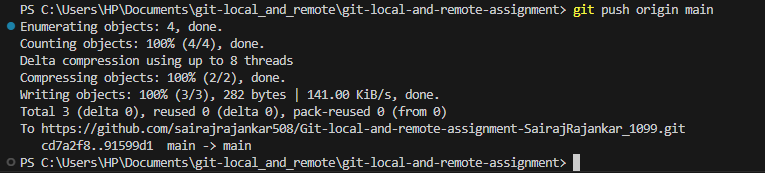 PS C:\Users\HP\Documents\git-local_and_remote\git-local-and-remote-assignment> git push origin main
Enumerating objects: 4, done.
Counting objects: 100% (4/4), done.
Delta compression using up to 8 threads
Compressing objects: 100% (2/2), done.
Writing objects: 100% (3/3), 282 bytes | 141.00 KiB/s, done.
Total 3 (delta 0), reused 0 (delta 0), pack-reused 0 (from 0)
To https://github.com/sairajrajankar508/Git-local-and-remote-assignment-SairajRajankar_1099.git
   cd7a2f8..91599d1  main -> main
PS C:\Users\HP\Documents\git-local_and_remote\git-local-and-remote-assignment>